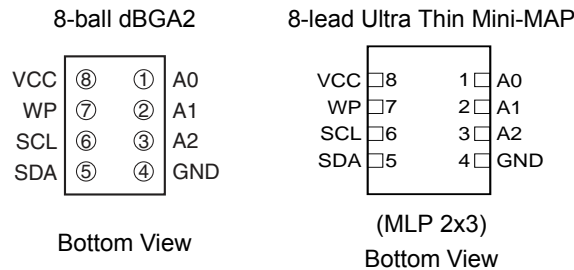 8-ball dBGA2
VCC ⑧ ① A0
WP ⑦ ② A1
SCL ⑥ ③ A2
SDA ⑤ ④ GND
Bottom View
8-lead Ultra Thin Mini-MAP
VCC 8 1 A0
WP 7 2 A1
SCL 6 3 A2
SDA 5 4 GND
(MLP 2x3)
Bottom View